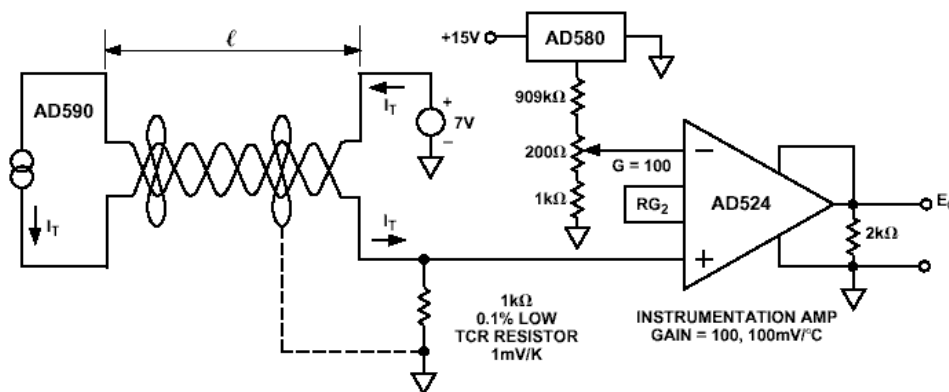 ℓ
+15V
AD580
AD590
I_T
+
7V
−
909kΩ
200Ω
G = 100
−
1kΩ
RG₂
AD524
E
2kΩ
I_T
I_T
+
1kΩ
0.1% LOW
TCR RESISTOR
1mV/K
INSTRUMENTATION AMP
GAIN = 100, 100mV/°C